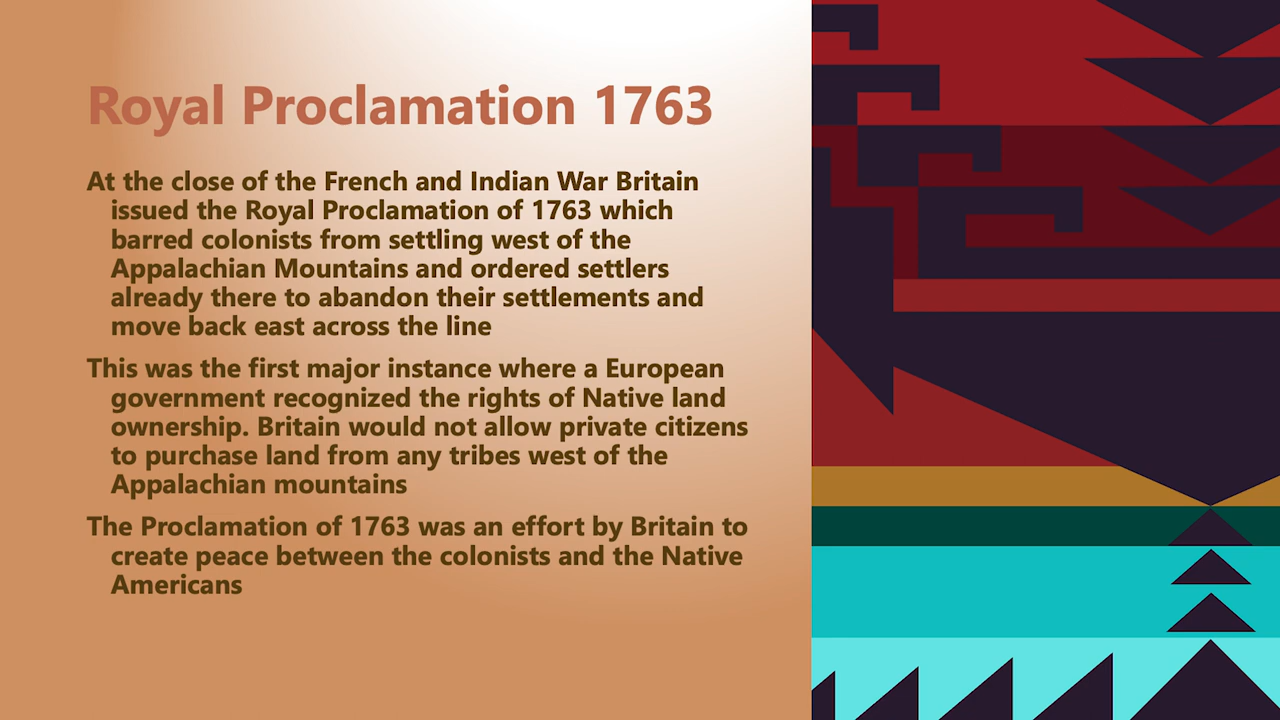 Royal Proclamation 1763
At the close of the French and Indian War Britain
issued the Royal Proclamation of 1763 which
barred colonists from settling west of the
Appalachian Mountains and ordered settlers
already there to abandon their settlements and
move back east across the line
This was the first major instance where a European
government recognized the rights of Native land
ownership. Britain would not allow private citizens
to purchase land from any tribes west of the
Appalachian mountains
The Proclamation of 1763 was an effort by Britain to
create peace between the colonists and the Native
Americans